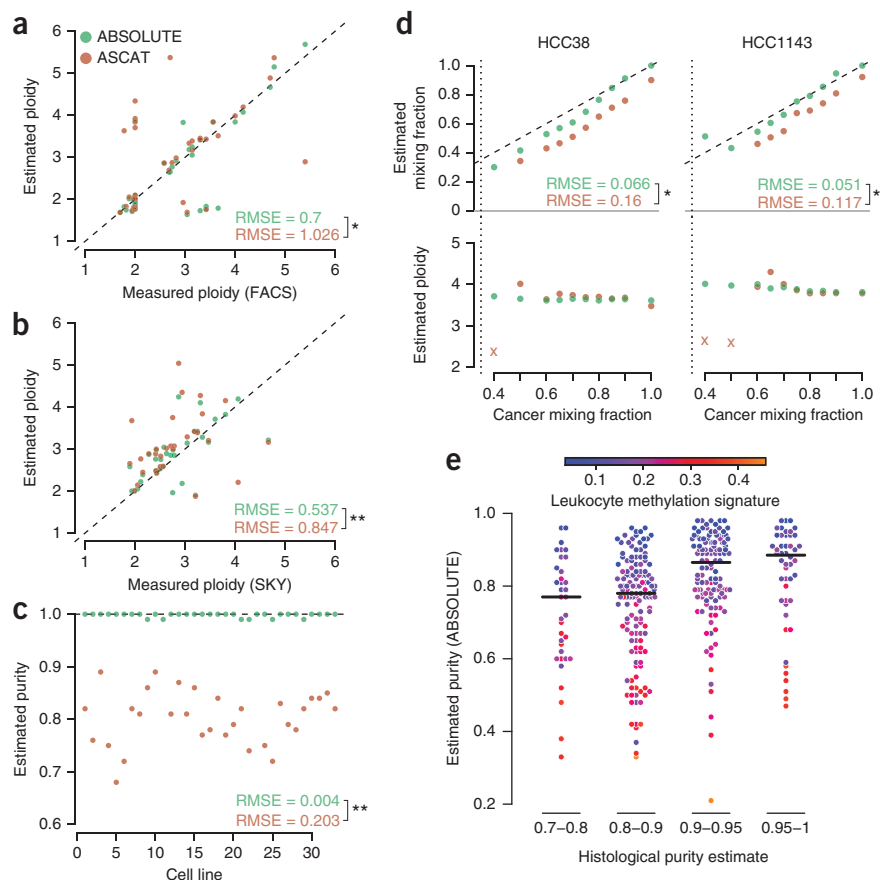 a
ABSOLUTE
ASCAT
Estimated ploidy
6
5
4
3
2
1
RMSE = 0.7
RMSE = 1.026
*
1 2 3 4 5 6
Measured ploidy (FACS)
b
Estimated ploidy
6
5
4
3
2
1
RMSE = 0.537
RMSE = 0.847
**
1 2 3 4 5 6
Measured ploidy (SKY)
c
Estimated purity
1.0
0.9
0.8
0.7
0.6
RMSE = 0.004
RMSE = 0.203
**
0 5 10 15 20 25 30
Cell line
d
HCC38
HCC1143
Estimated
mixing fraction
1.0
0.8
0.6
0.4
0.2
0
RMSE = 0.066
RMSE = 0.16
*
RMSE = 0.051
RMSE = 0.117
*
Estimated ploidy
5
4
3
2
x
x x
0.4 0.6 0.8 1.0
Cancer mixing fraction
0.4 0.6 0.8 1.0
Cancer mixing fraction
e
0.1 0.2 0.3 0.4
Leukocyte methylation signature
Estimated purity (ABSOLUTE)
1.0
0.8
0.6
0.4
0.2
0.7–0.8 0.8–0.9 0.9–0.95 0.95–1
Histological purity estimate